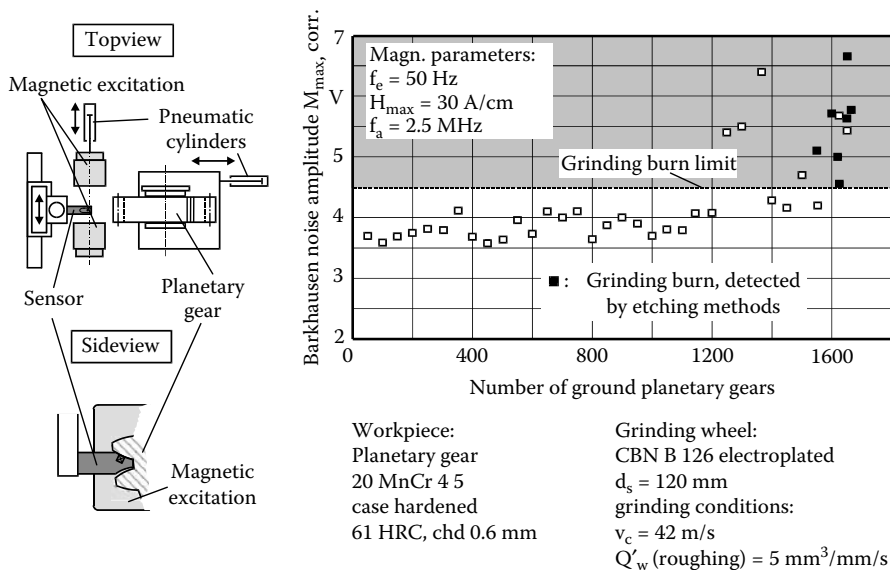 Topview
Magnetic excitation
Pneumatic
cylinders
Sensor
Planetary
gear
Sideview
Magnetic
excitation
Barkhausen noise amplitude M_max, corr.
7
V
5
4
3
2
Magn. parameters:
f_e = 50 Hz
H_max = 30 A/cm
f_a = 2.5 MHz
Grinding burn limit
■ : Grinding burn, detected
by etching methods
0 400 800 1200 1600
Number of ground planetary gears
Workpiece:
Planetary gear
20 MnCr 4 5
case hardened
61 HRC, chd 0.6 mm
Grinding wheel:
CBN B 126 electroplated
d_s = 120 mm
grinding conditions:
v_c = 42 m/s
Q′_w (roughing) = 5 mm³/mm/s